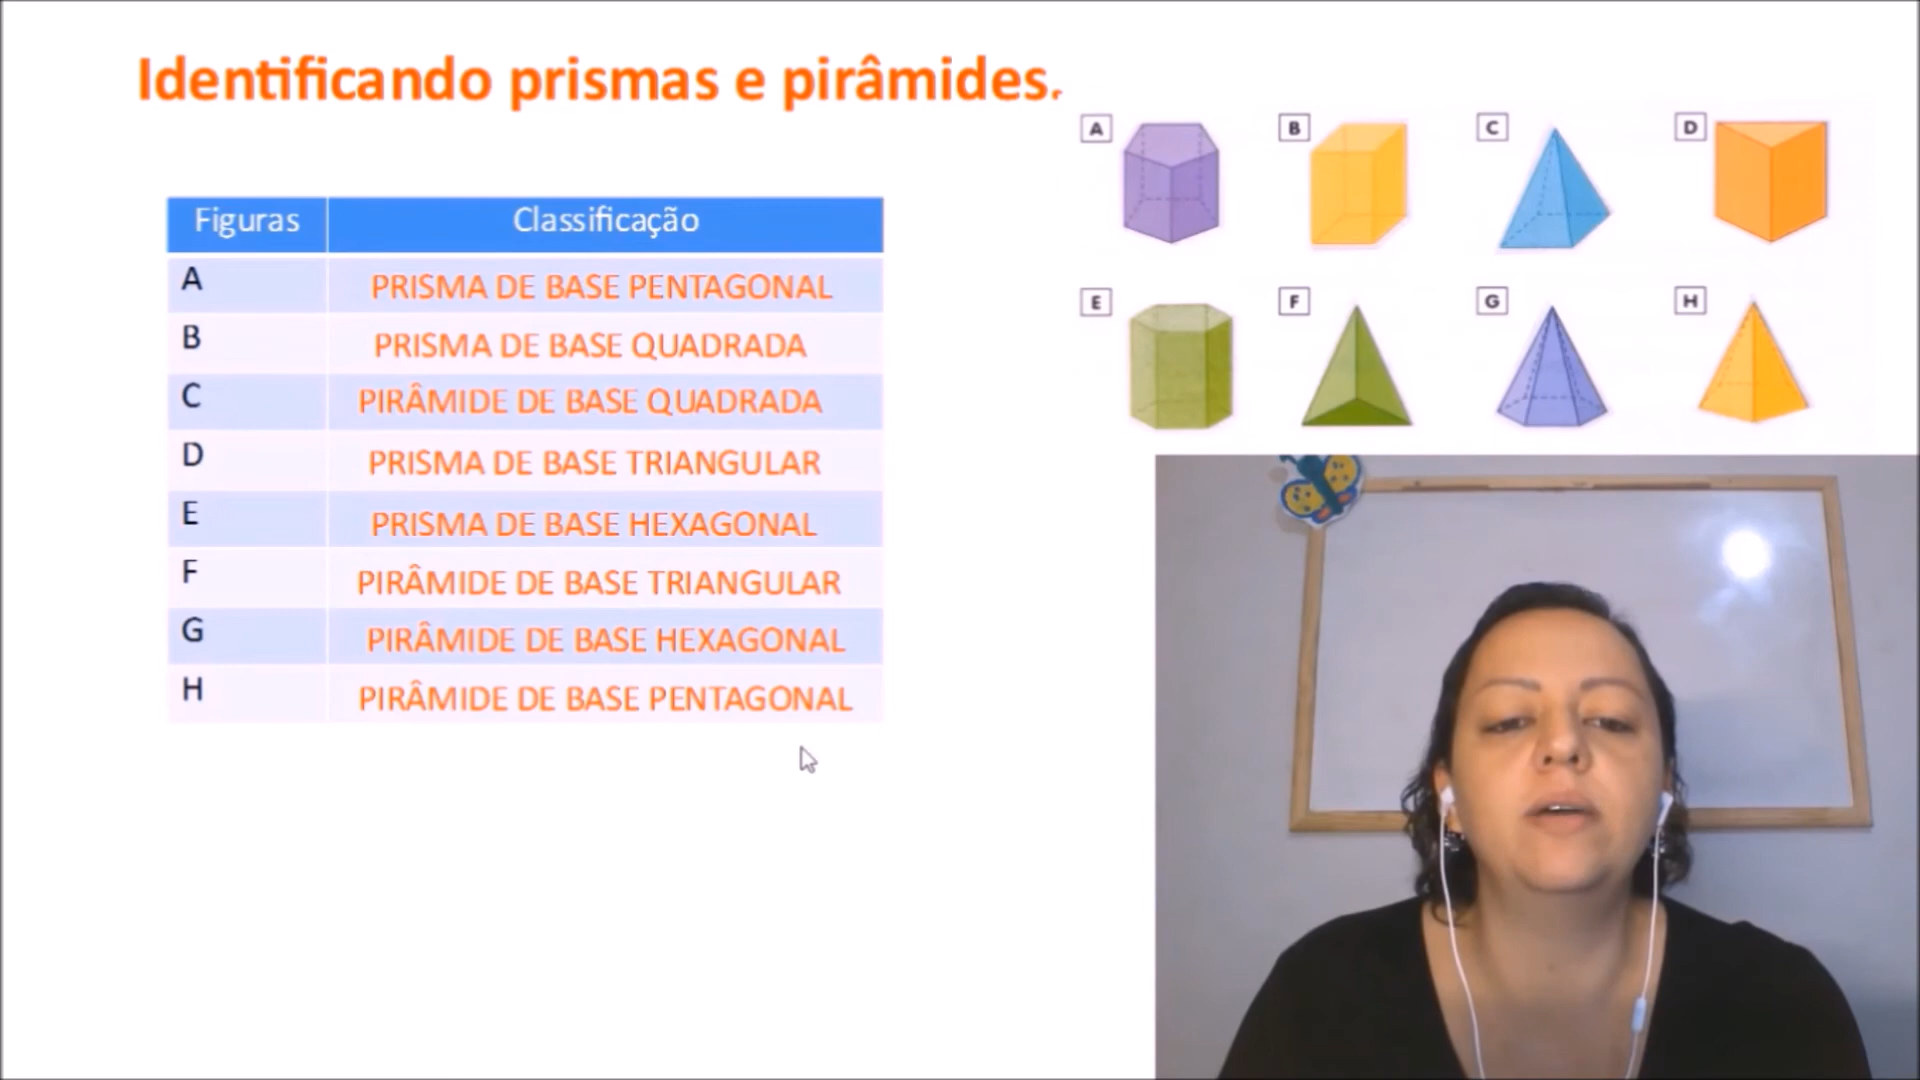 Identificando prismas e pirâmides.
A B C D
E F G H
Figuras Classificação
A PRISMA DE BASE PENTAGONAL
B PRISMA DE BASE QUADRADA
C PIRÂMIDE DE BASE QUADRADA
D PRISMA DE BASE TRIANGULAR
E PRISMA DE BASE HEXAGONAL
F PIRÂMIDE DE BASE TRIANGULAR
G PIRÂMIDE DE BASE HEXAGONAL
H PIRÂMIDE DE BASE PENTAGONAL